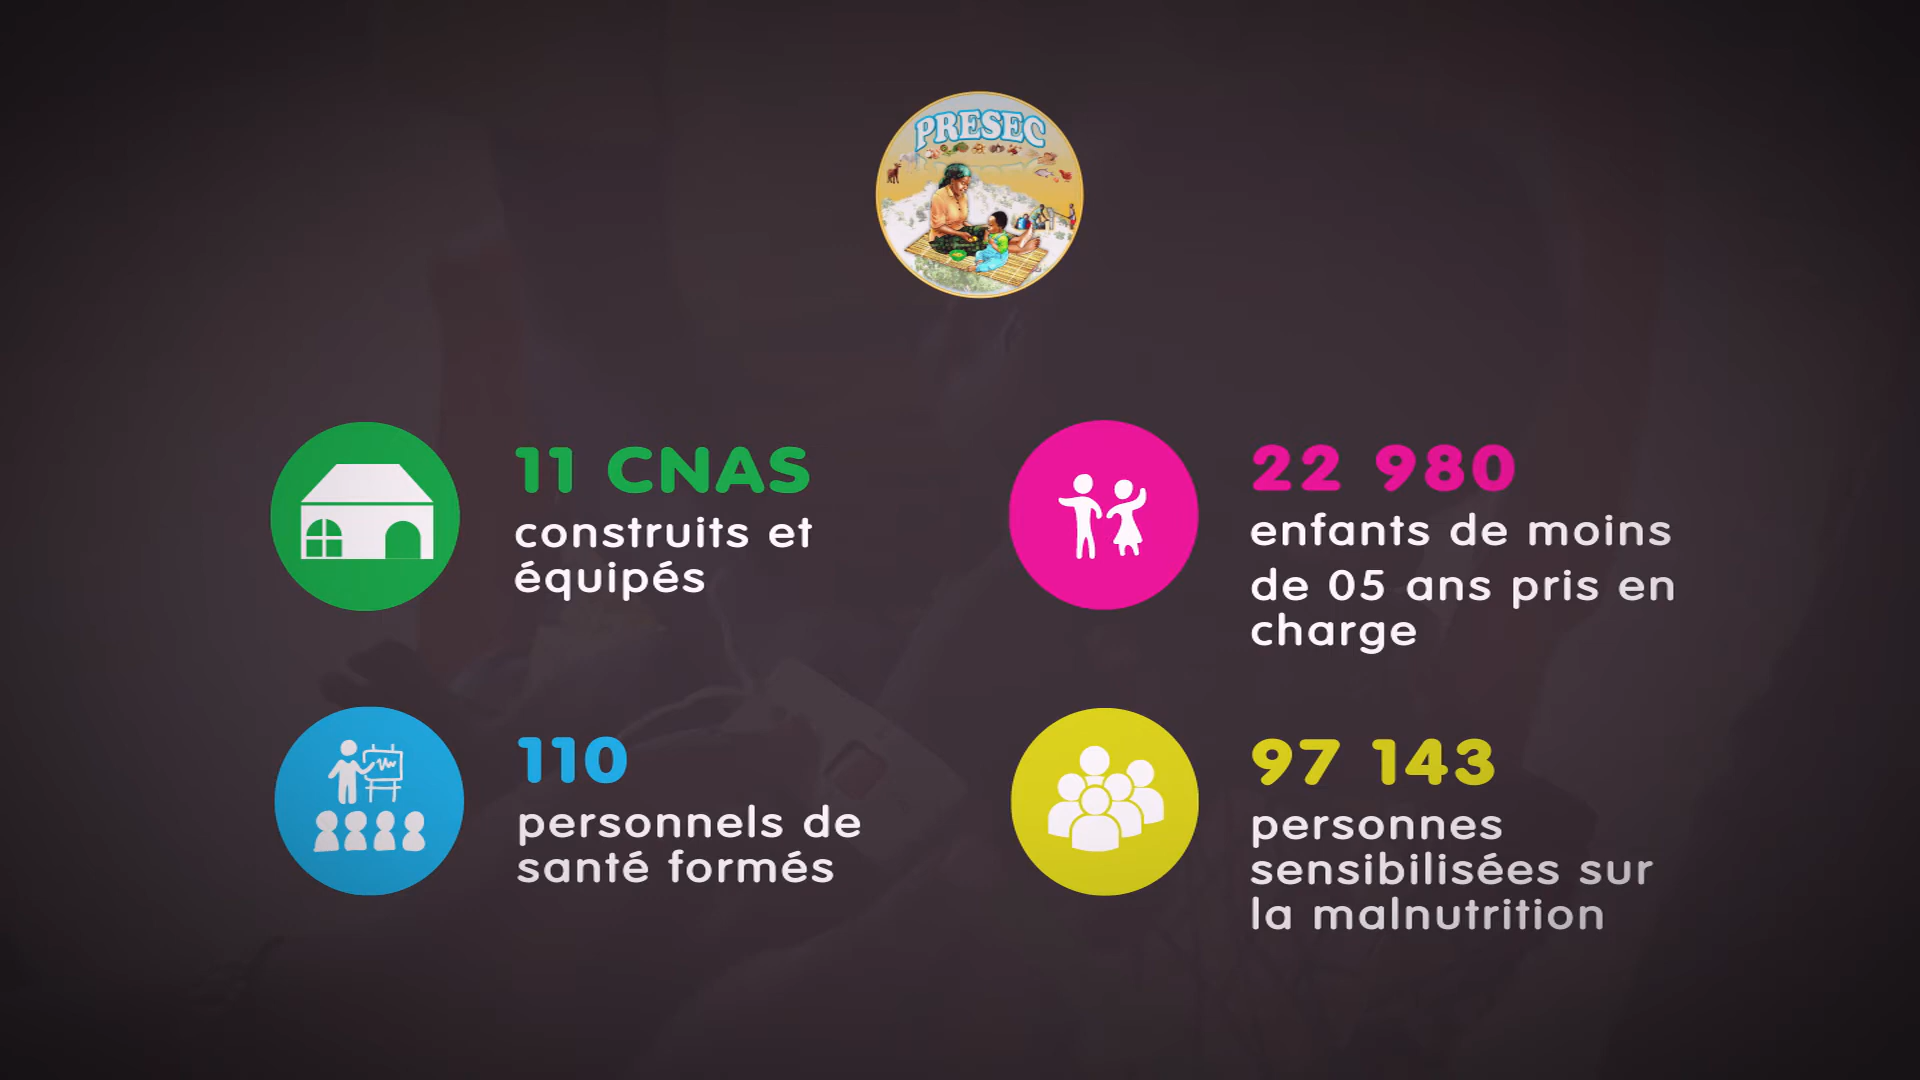 PRESEC
11 CNAS
construits et
équipés
22 980
enfants de moins
de 05 ans pris en
charge
110
personnels de
santé formés
97 143
personnes
sensibilisées sur
la malnutrition